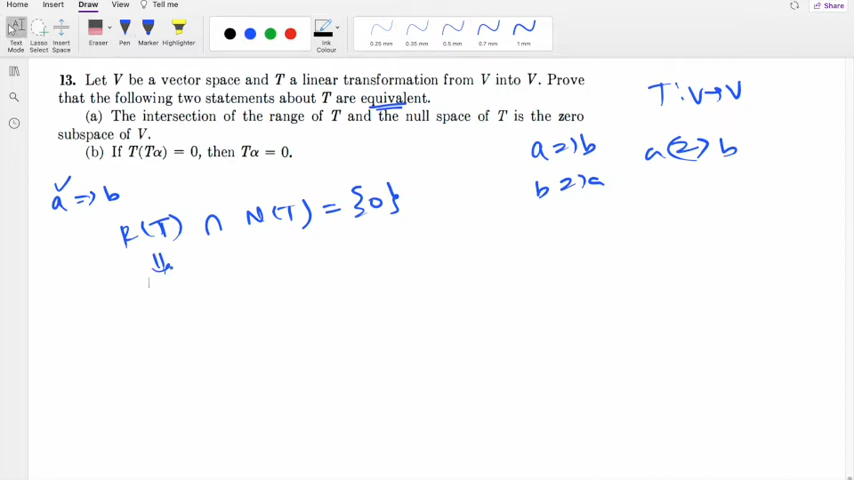 Home Insert Draw View Tell me
Share
Text Mode
Lasso Select
Insert Space
Eraser
Pen
Marker
Highlighter
Ink Colour
0.25 mm
0.35 mm
0.5 mm
0.7 mm
1 mm
13. Let V be a vector space and T a linear transformation from V into V. Prove
that the following two statements about T are equivalent.
(a) The intersection of the range of T and the null space of T is the zero
subspace of V.
(b) If T(Tα) = 0, then Tα = 0.
T: V→V
a => b
a <=> b
b => a
a => b
R(T) ∩ N(T) = {0}
⇓